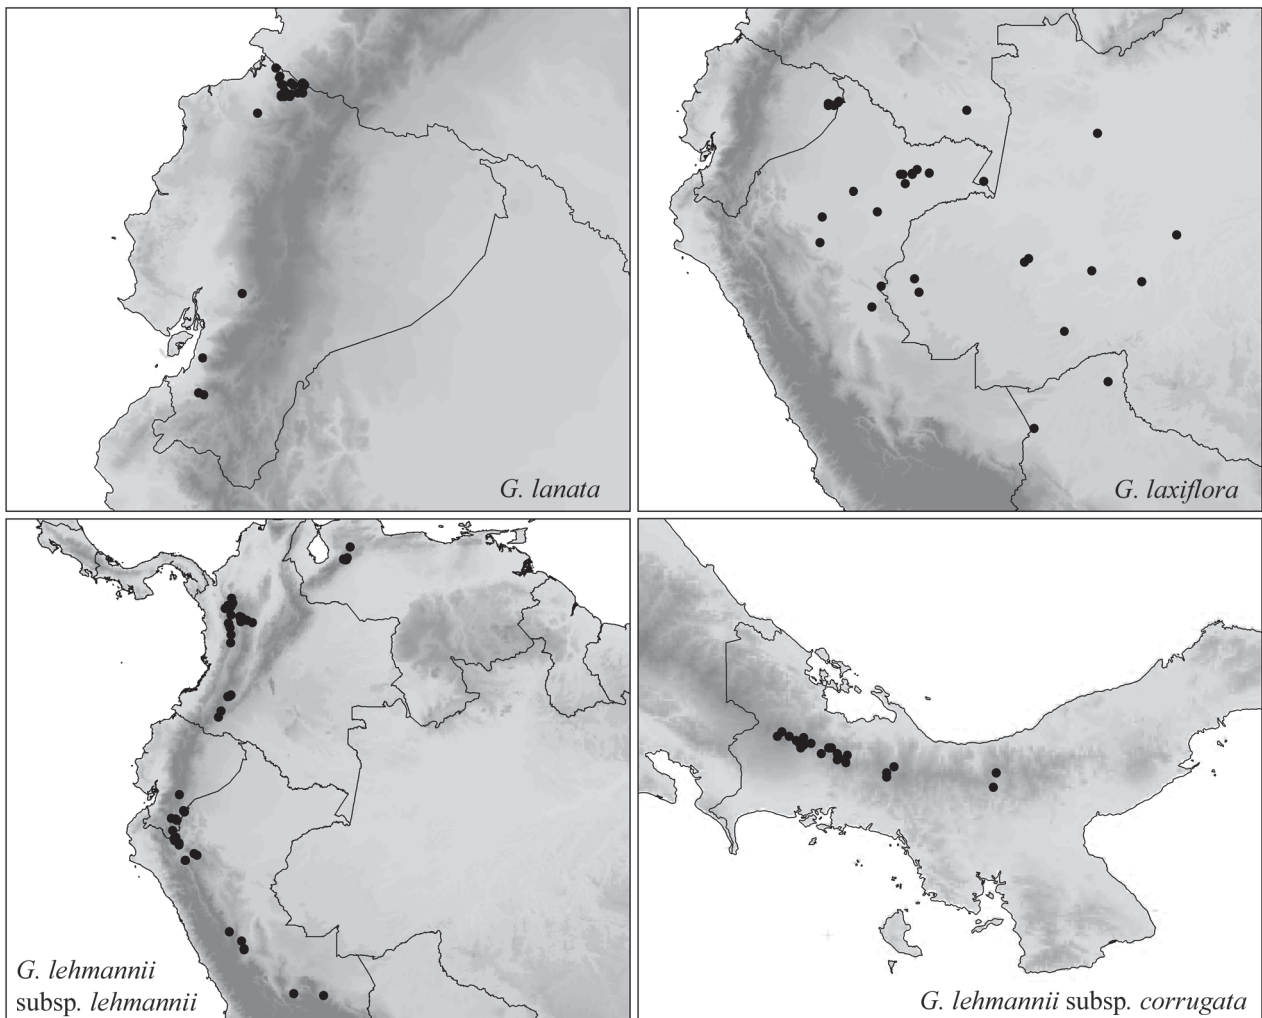 G. lanata
G. laxiflora
G. lehmannii
subsp. lehmannii
G. lehmannii subsp. corrugata